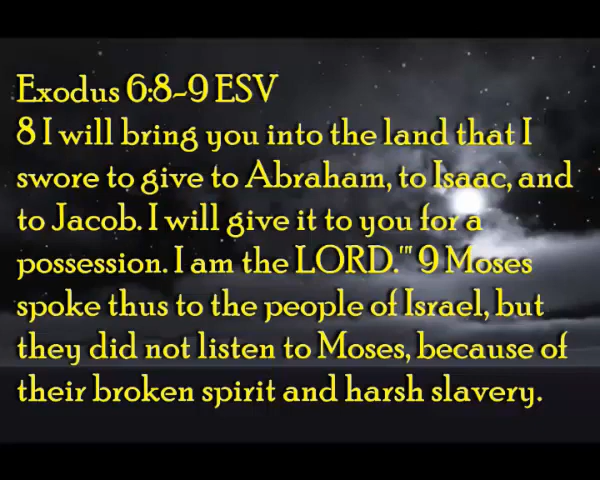 Exodus 6:8-9 ESV
8 I will bring you into the land that I
swore to give to Abraham, to Isaac, and
to Jacob. I will give it to you for a
possession. I am the LORD.'" 9 Moses
spoke thus to the people of Israel, but
they did not listen to Moses, because of
their broken spirit and harsh slavery.